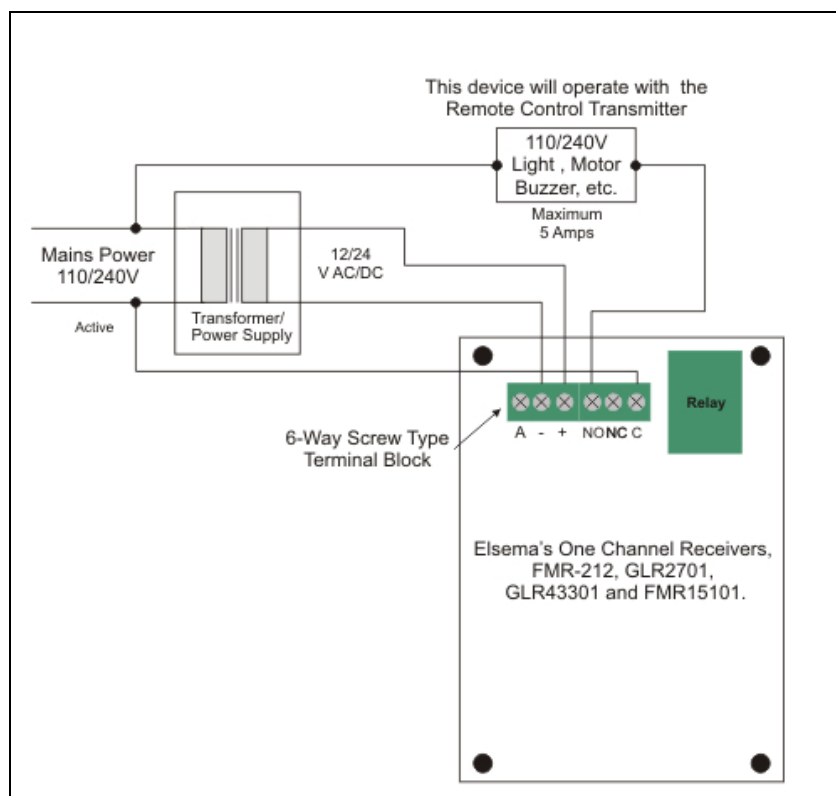 This device will operate with the
Remote Control Transmitter
110/240V
Light , Motor
Buzzer, etc.
Maximum
5 Amps
Mains Power
110/240V
12/24
V AC/DC
Active
Transformer/
Power Supply
Relay
6-Way Screw Type
Terminal Block
A - + NO NC C
Elsema's One Channel Receivers,
FMR-212, GLR2701,
GLR43301 and FMR15101.